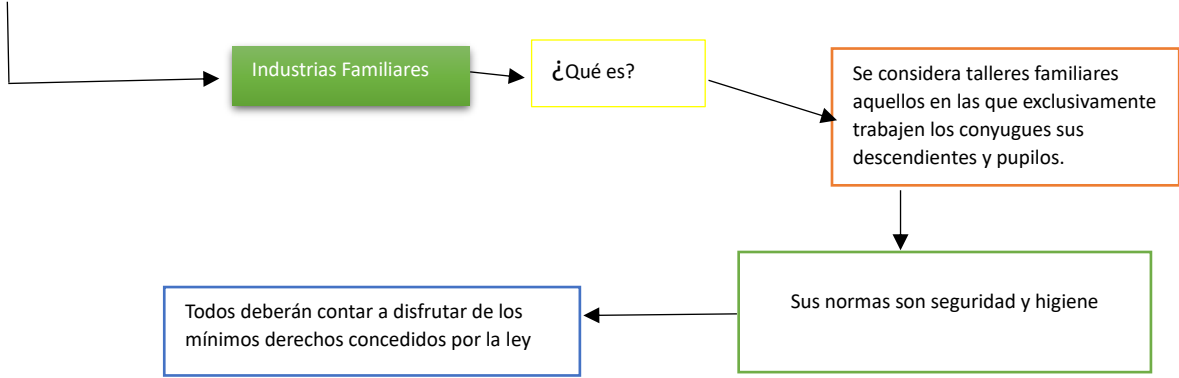 Industrias Familiares
¿Qué es?
Se considera talleres familiares
aquellos en las que exclusivamente
trabajen los conyugues sus
descendientes y pupilos.
Sus normas son seguridad y higiene
Todos deberán contar a disfrutar de los
mínimos derechos concedidos por la ley